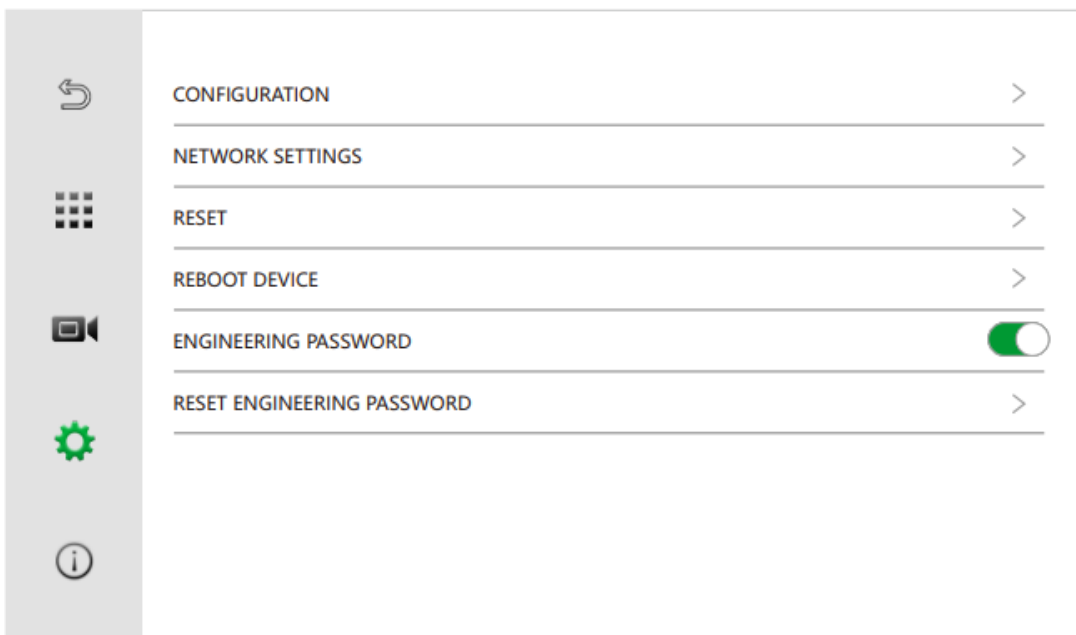 CONFIGURATION
NETWORK SETTINGS
RESET
REBOOT DEVICE
ENGINEERING PASSWORD
RESET ENGINEERING PASSWORD